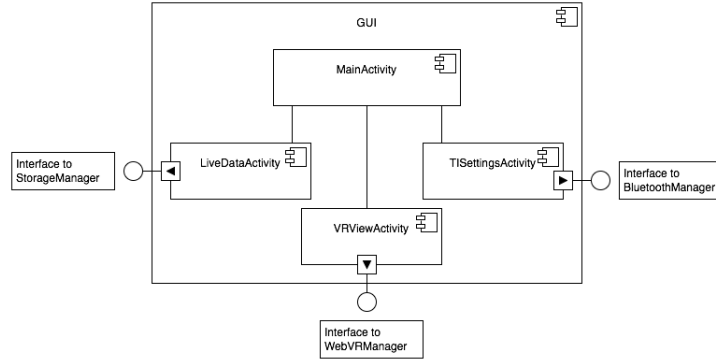 GUI
MainActivity
LiveDataActivity
TISettingsActivity
Interface to
StorageManager
Interface to
BluetoothManager
VRViewActivity
Interface to
WebVRManager